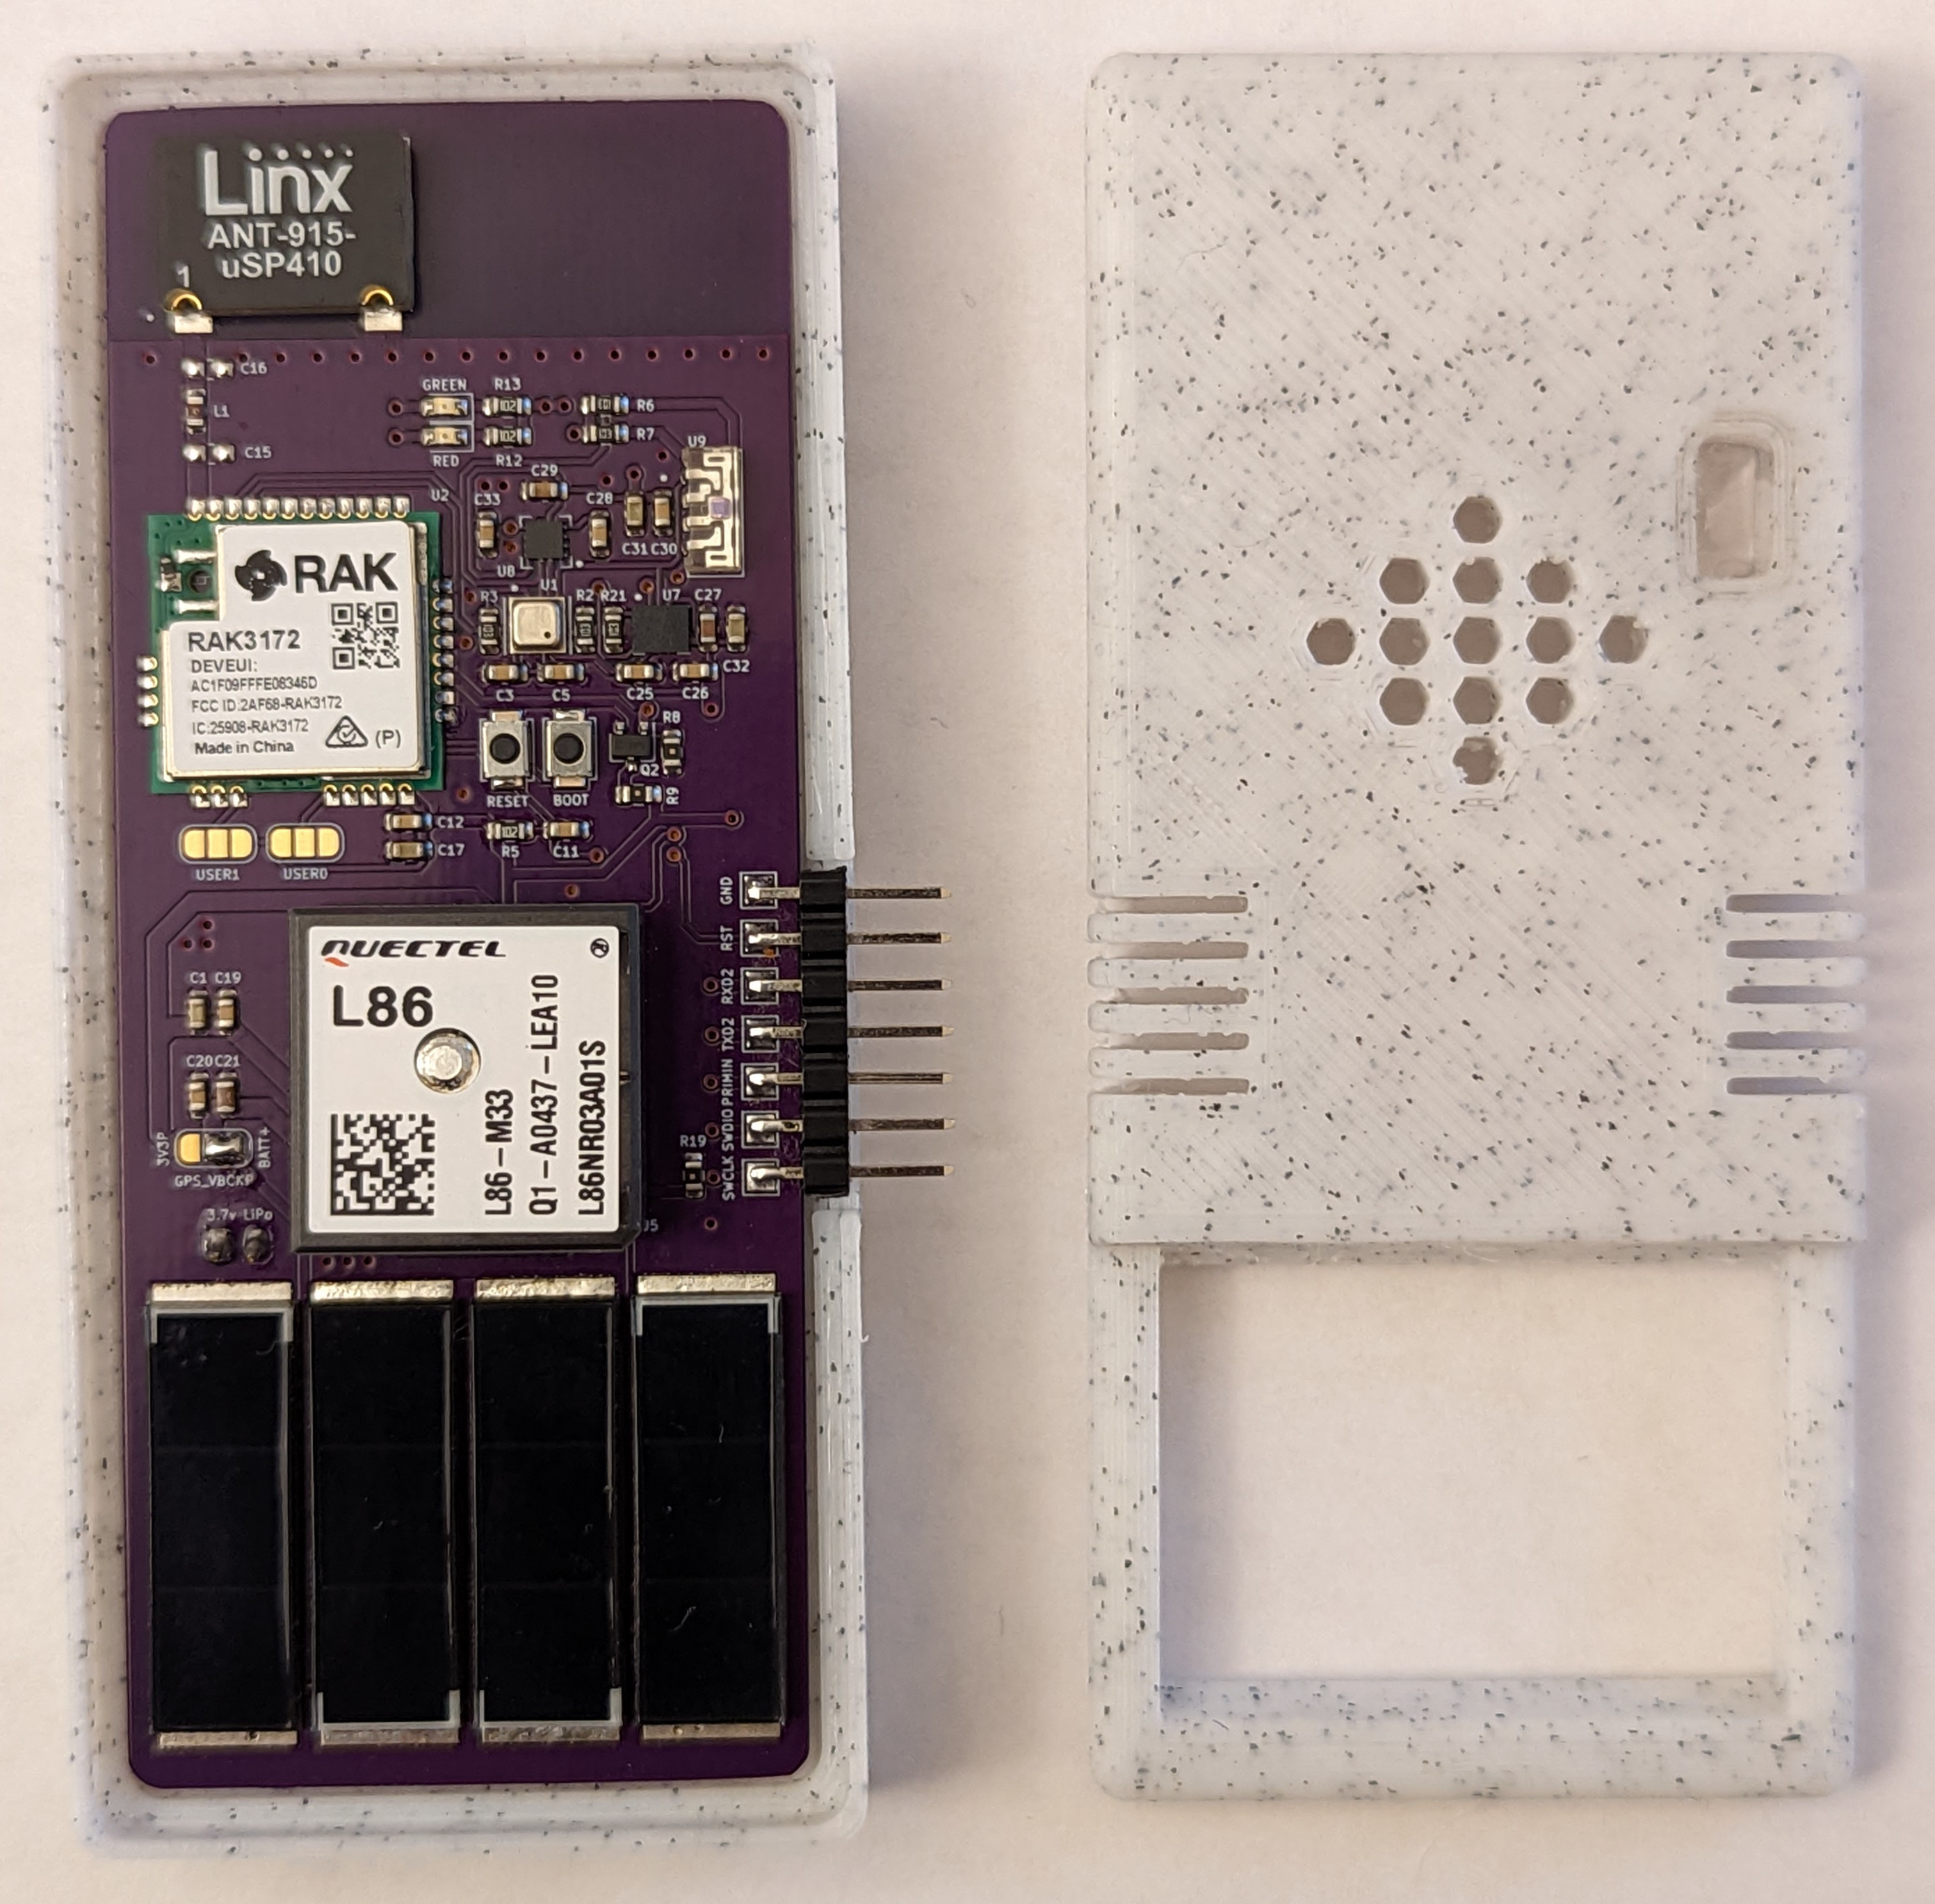 Linx
ANT-915-
uSP410
1
C16
L1
C15
GREEN
R13
R6
R7
RED
R12
U9
C29
C33
C28
C31
C30
U2
U8
U1
RAK
RAK3172
DEVEUI:
AC1F09FFFE08346D
FCC ID:2AF68-RAK3172
IC:25908-RAK3172
Made in China
(P)
R3
R2
R21
U7
C27
C32
C3
C5
C25
C26
R8
Q2
R9
RESET
BOOT
102
102
102
C12
C17
R5
C11
USER1
USER0
GND
RST
RXD2
TXD2
PRIMIN
SWDIO
SWCLK
QUECTEL
L86
L86-M33
Q1-A0437-LEA10
L86NR03A01S
C1
C19
C20
C21
3V3P
BATT+
GPS_VBCKP
3.7v LiPo
R19